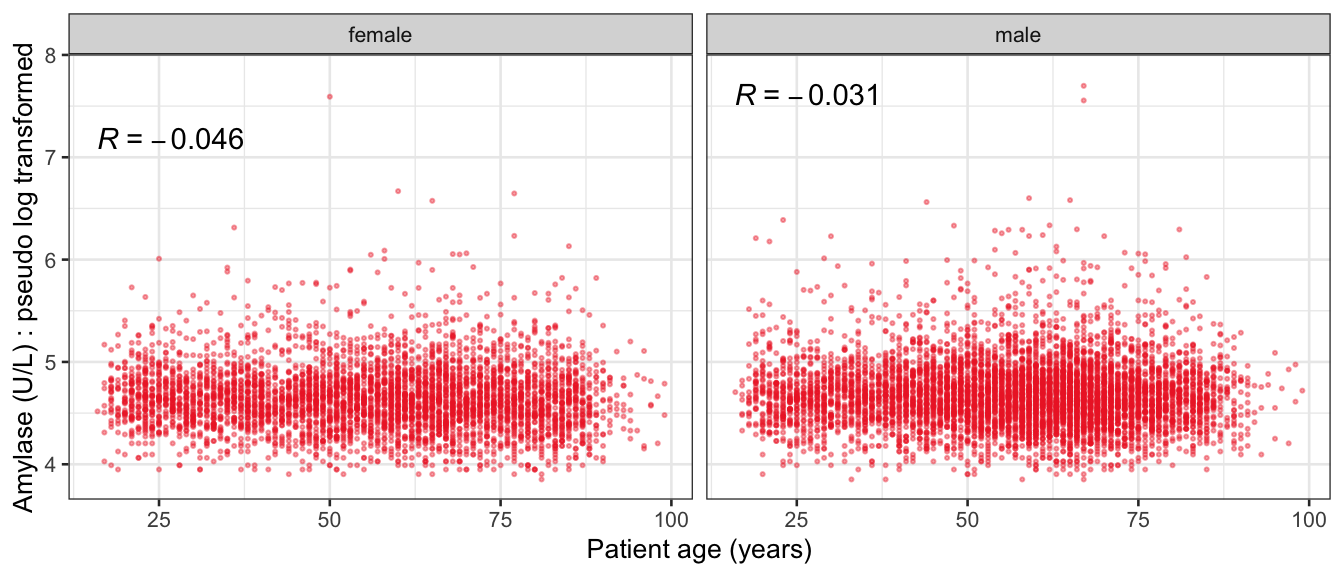 female
male
Amylase (U/L) : pseudo log transformed
8
7
6
5
4
R = −0.046
R = −0.031
25
50
75
100
25
50
75
100
Patient age (years)